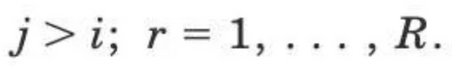 j > i; r = 1, . . . , R.